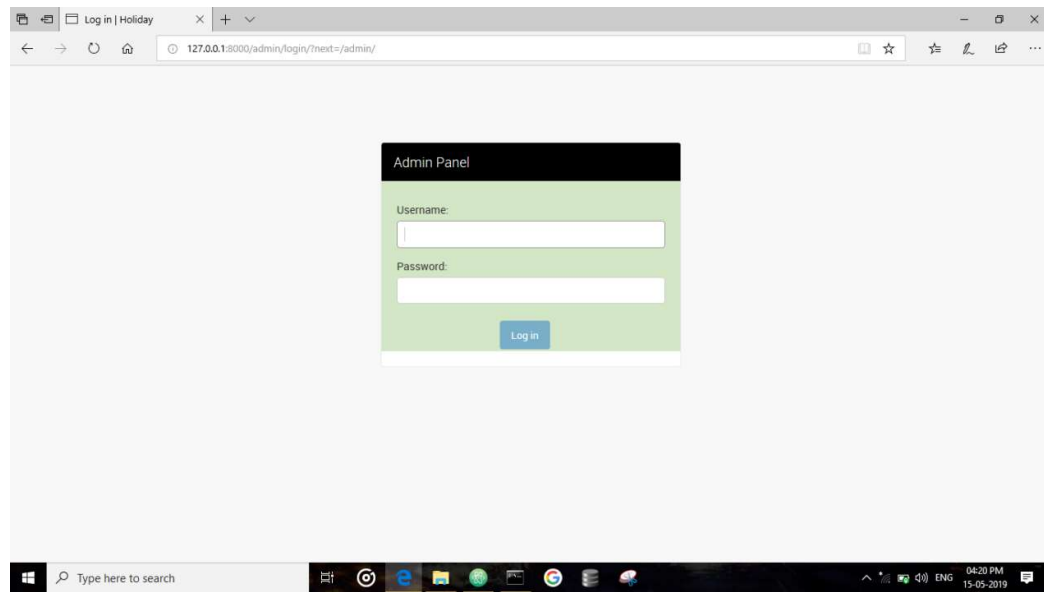 Log in | Holiday
127.0.0.1:8000/admin/login/?next=/admin/
Admin Panel
Username:
Password:
Log in
Type here to search
ENG
04:20 PM
15-05-2019